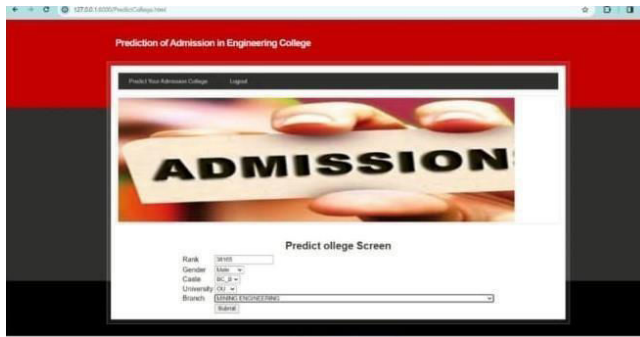 127.0.0.1:8000/PredictCollege.html
Prediction of Admission in Engineering College
Predict Your Admission College Logout
ADMISSION
Predict ollege Screen
Rank
Gender Male
Caste BC_B
University OU
Branch MINING ENGINEERING
Submit